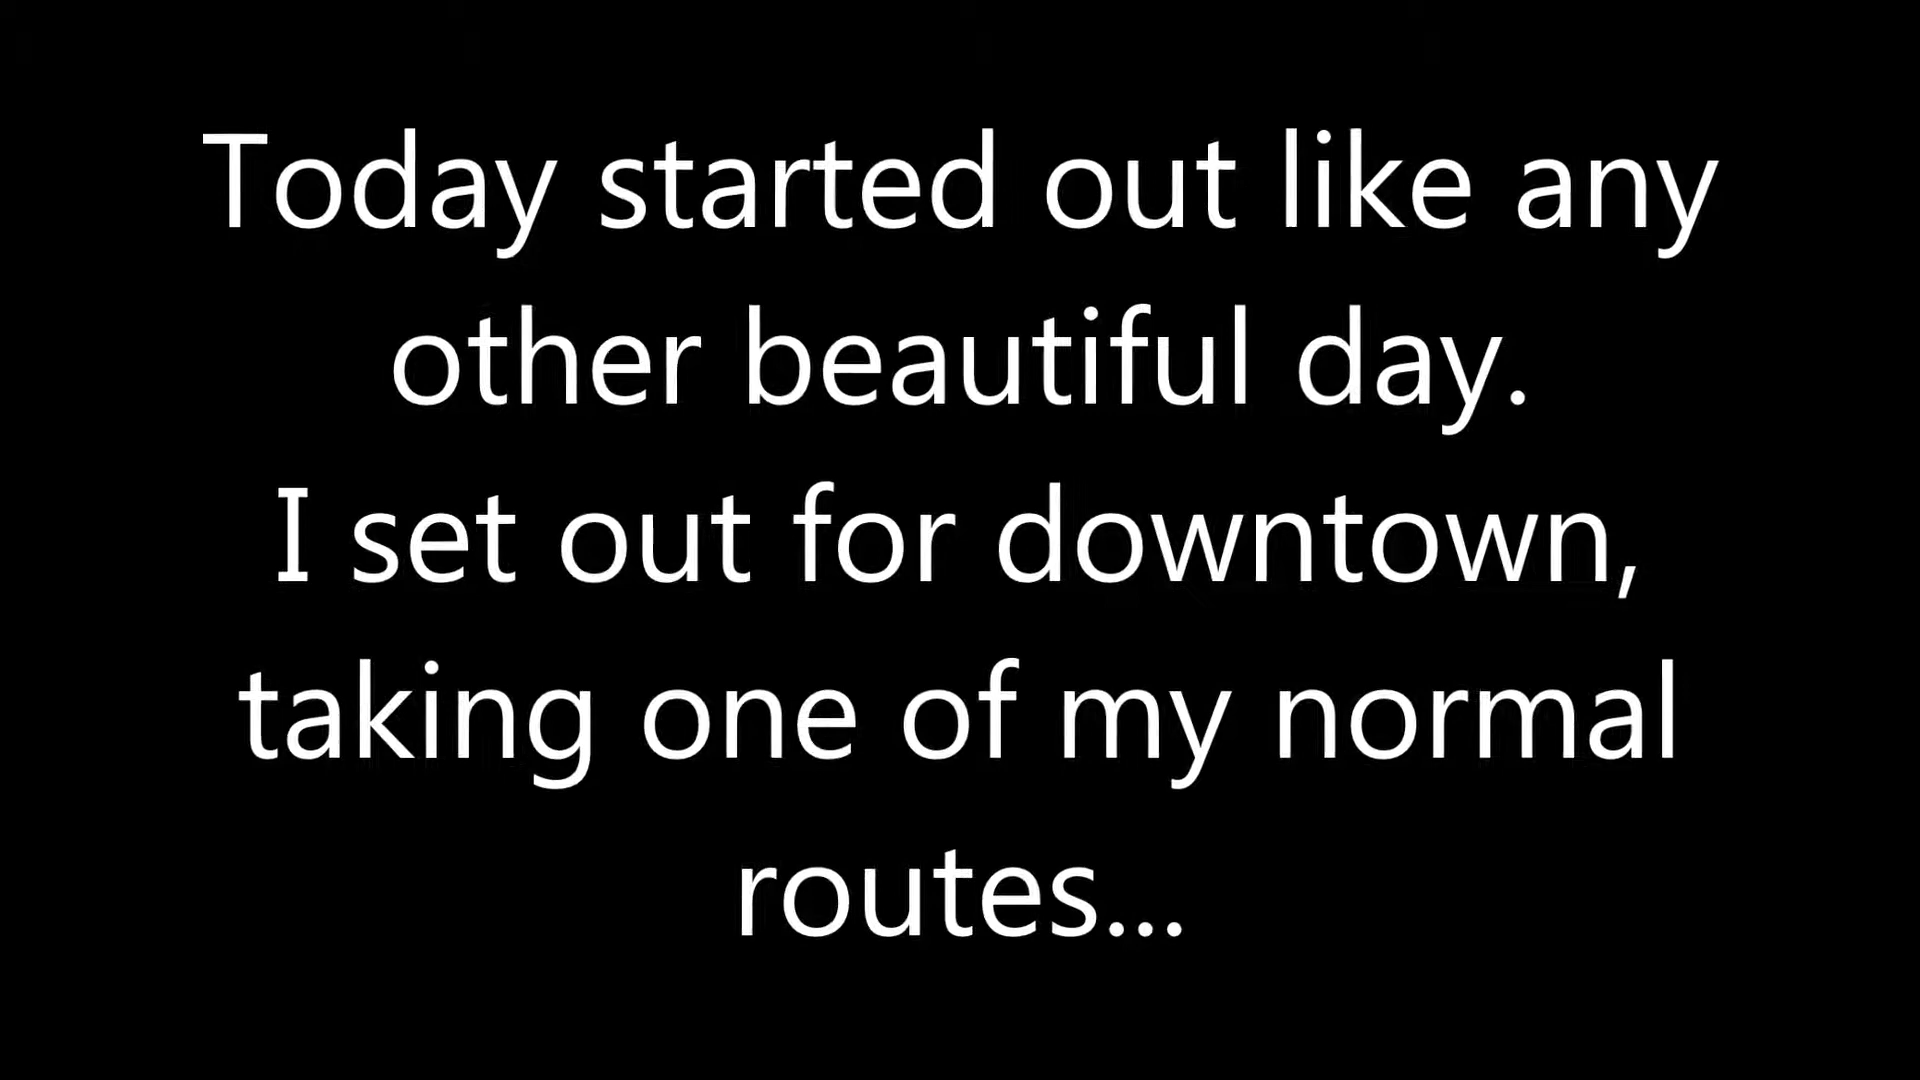 Today started out like any
other beautiful day.
I set out for downtown,
taking one of my normal
routes...